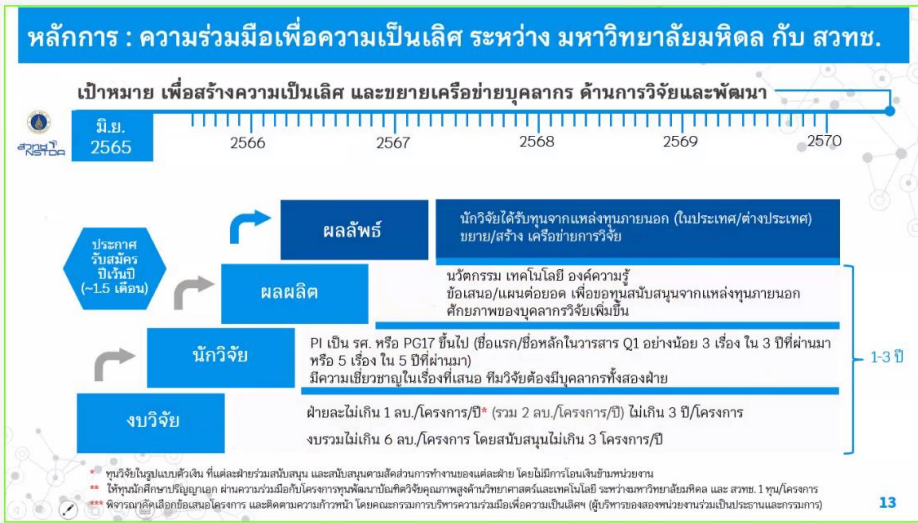 หลักการ : ความร่วมมือเพื่อความเป็นเลิศ ระหว่าง มหาวิทยาลัยมหิดล กับ สวทช.
เป้าหมาย เพื่อสร้างความเป็นเลิศ และขยายเครือข่ายบุคลากร ด้านการวิจัยและพัฒนา
สวทช
NSTDA
มิ.ย.
2565
2566
2567
2568
2569
2570
ประกาศ
รับสมัคร
ปีเว้นปี
(~1.5 เดือน)
ผลลัพธ์
นักวิจัยได้รับทุนจากแหล่งทุนภายนอก (ในประเทศ/ต่างประเทศ)
ขยาย/สร้าง เครือข่ายการวิจัย
ผลผลิต
นวัตกรรม เทคโนโลยี องค์ความรู้
ข้อเสนอ/แผนต่อยอด เพื่อขอทุนสนับสนุนจากแหล่งทุนภายนอก
ศักยภาพของบุคลากรวิจัยเพิ่มขึ้น
นักวิจัย
PI เป็น รศ. หรือ PG17 ขึ้นไป (ชื่อแรก/ชื่อหลักในวารสาร Q1 อย่างน้อย 3 เรื่อง ใน 3 ปีที่ผ่านมา
หรือ 5 เรื่อง ใน 5 ปีที่ผ่านมา)
มีความเชี่ยวชาญในเรื่องที่เสนอ ทีมวิจัยต้องมีบุคลากรทั้งสองฝ่าย
1-3 ปี
งบวิจัย
ฝ่ายละไม่เกิน 1 ลบ./โครงการ/ปี* (รวม 2 ลบ./โครงการ/ปี) ไม่เกิน 3 ปี/โครงการ
งบรวมไม่เกิน 6 ลบ./โครงการ โดยสนับสนุนไม่เกิน 3 โครงการ/ปี
* ทุนวิจัยในรูปแบบตัวเงิน ที่แต่ละฝ่ายร่วมสนับสนุน และสนับสนุนตามสัดส่วนการทำงานของแต่ละฝ่าย โดยไม่มีการโอนเงินข้ามหน่วยงาน
** ให้ทุนนักศึกษาปริญญาเอก ผ่านความร่วมมือกับโครงการทุนพัฒนาบัณฑิตวิจัยคุณภาพสูงด้านวิทยาศาสตร์และเทคโนโลยี ระหว่างมหาวิทยาลัยมหิดล และ สวทช. 1 ทุน/โครงการ
*** พิจารณาคัดเลือกข้อเสนอโครงการ และติดตามความก้าวหน้า โดยคณะกรรมการบริหารความร่วมมือเพื่อความเป็นเลิศฯ (ผู้บริหารของสองหน่วยงานร่วมเป็นประธานและกรรมการ)
13